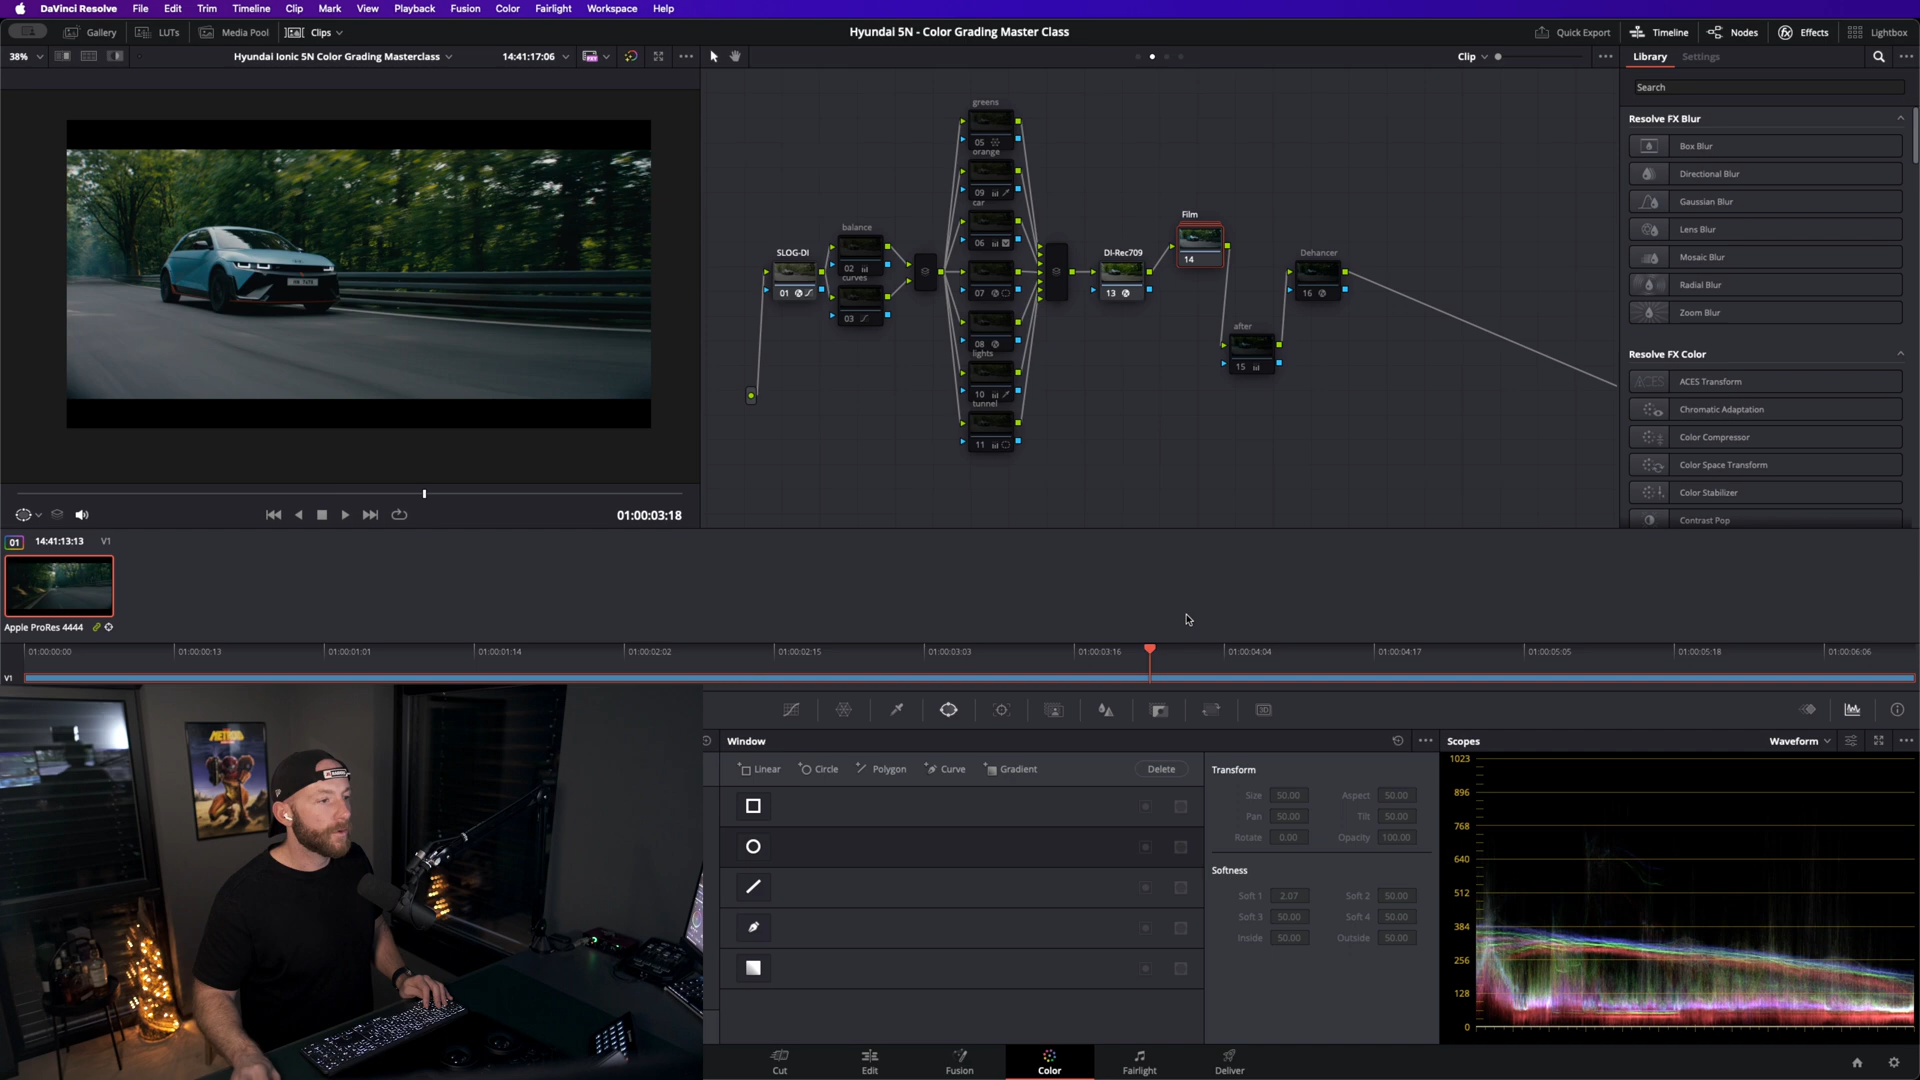 DaVinci Resolve File Edit Trim Timeline Clip Mark View Playback Fusion Color Fairlight Workspace Help
Gallery LUTs Media Pool Clips Hyundai 5N - Color Grading Master Class Quick Export Timeline Nodes Effects Lightbox
38% Hyundai Ionic 5N Color Grading Masterclass 14:41:17:06 Clip Library Settings
Search
Resolve FX Blur
Box Blur
Directional Blur
Gaussian Blur
Lens Blur
Mosaic Blur
Radial Blur
Zoom Blur
Resolve FX Color
ACES Transform
Chromatic Adaptation
Color Compressor
Color Space Transform
Color Stabilizer
Contrast Pop
greens
05
orange
09
car
06
07
08
lights
10
tunnel
11
SLOG-DI
01
balance
02
curves
03
DI-Rec709
13
Film
14
after
15
Dehancer
16
01:00:03:18
01 14:41:13:13 V1
Apple ProRes 4444
01:00:00:00 01:00:00:13 01:00:01:01 01:00:01:14 01:00:02:02 01:00:02:15 01:00:03:03 01:00:03:16 01:00:04:04 01:00:04:17 01:00:05:05 01:00:05:18 01:00:06:06
V1
METROID
3D
Window
Linear Circle Polygon Curve Gradient Delete
Transform
Size 50.00 Aspect 50.00
Pan 50.00 Tilt 50.00
Rotate 0.00 Opacity 100.00
Softness
Soft 1 2.07 Soft 2 50.00
Soft 3 50.00 Soft 4 50.00
Inside 50.00 Outside 50.00
Scopes Waveform
1023
896
768
640
512
384
256
128
0
Cut Edit Fusion Color Fairlight Deliver